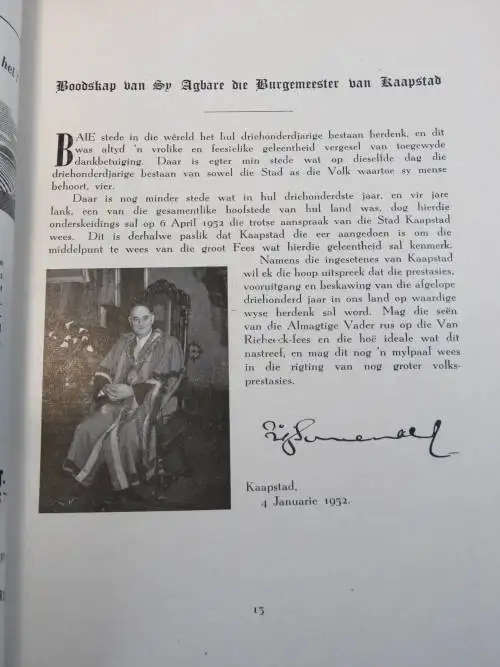 Boodskap van Sy Agbare die Burgemeester van Kaapstad
BAIE stede in die wêreld het hul driehonderdjarige bestaan herdenk, en dit
was altyd 'n vrolike en feestelike geleentheid vergesel van toegewyde
dankbetuiging. Daar is egter min stede wat op dieselfde dag die
driehonderdjarige bestaan van sowel die Stad as die Volk waartoe sy mense
behoort, vier.
Daar is nog minder stede wat in hul driehonderdste jaar, en vir jare
lank, een van die gesamentlike hoofstede van hul land was, dog hierdie
onderskeidings sal op 6 April 1952 die trotse aanspraak van die Stad Kaapstad
wees. Dit is derhalwe paslik dat Kaapstad die eer aangedoen is om die
middelpunt te wees van die groot Fees wat hierdie geleentheid sal kenmerk.
Namens die ingesetenes van Kaapstad
wil ek die hoop uitspreek dat die prestasies,
vooruitgang en beskawing van die afgelope
driehonderd jaar in ons land op waardige
wyse herdenk sal word. Mag die seën
van die Almagtige Vader rus op die Van
Riebeeck-fees en die hoë ideale wat dit
nastreef, en mag dit nog 'n mylpaal wees
in die rigting van nog groter volks-
prestasies.
Kaapstad,
4 Januarie 1952.
15